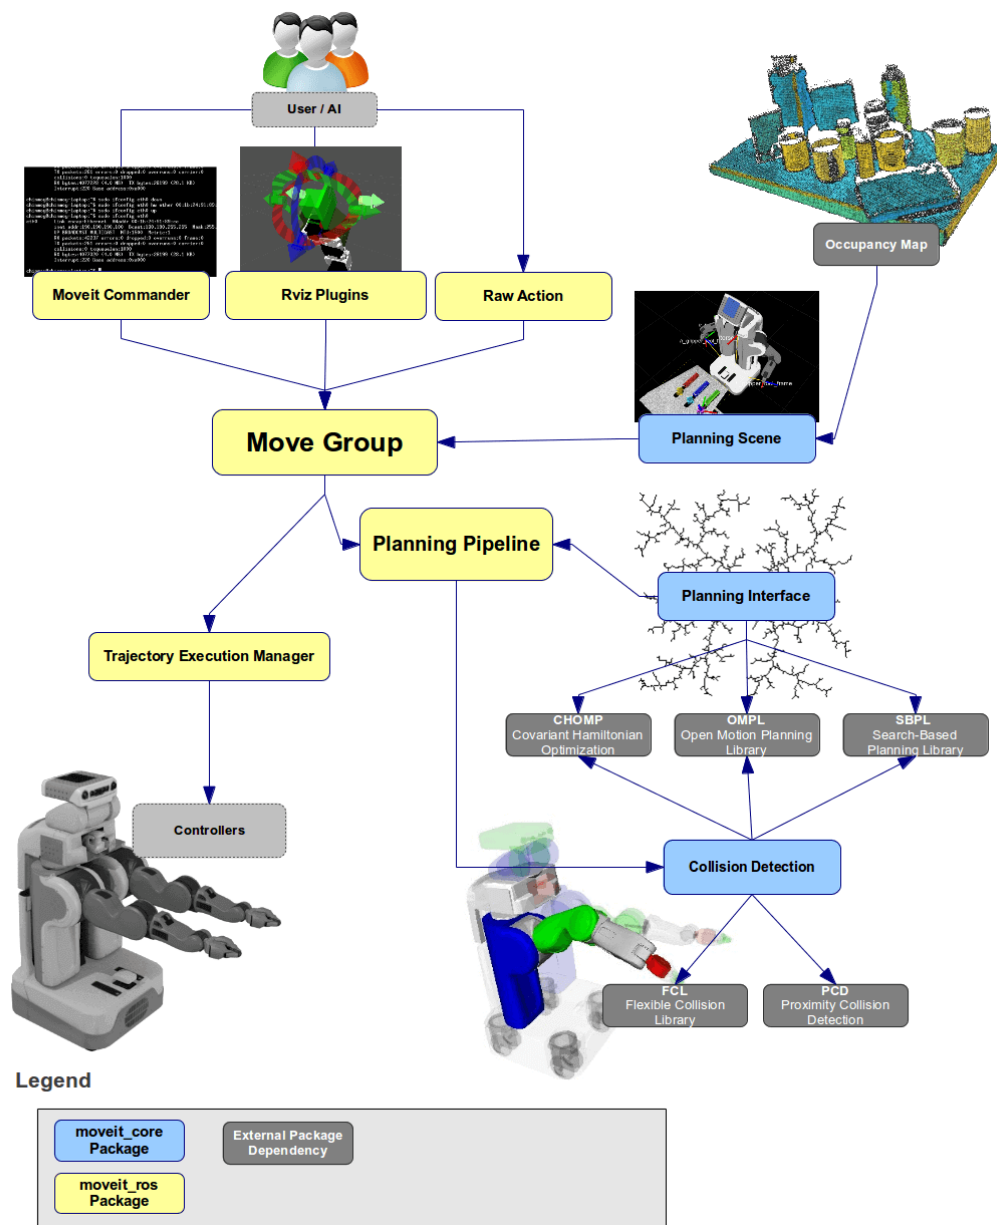 User / AI
Moveit Commander
Rviz Plugins
Raw Action
Occupancy Map
Move Group
Planning Scene
Planning Pipeline
Planning Interface
Trajectory Execution Manager
CHOMP
Covariant Hamiltonian
Optimization
OMPL
Open Motion Planning
Library
SBPL
Search-Based
Planning Library
Controllers
Collision Detection
FCL
Flexible Collision
Library
PCD
Proximity Collision
Detection
Legend
moveit_core
Package
External Package
Dependency
moveit_ros
Package